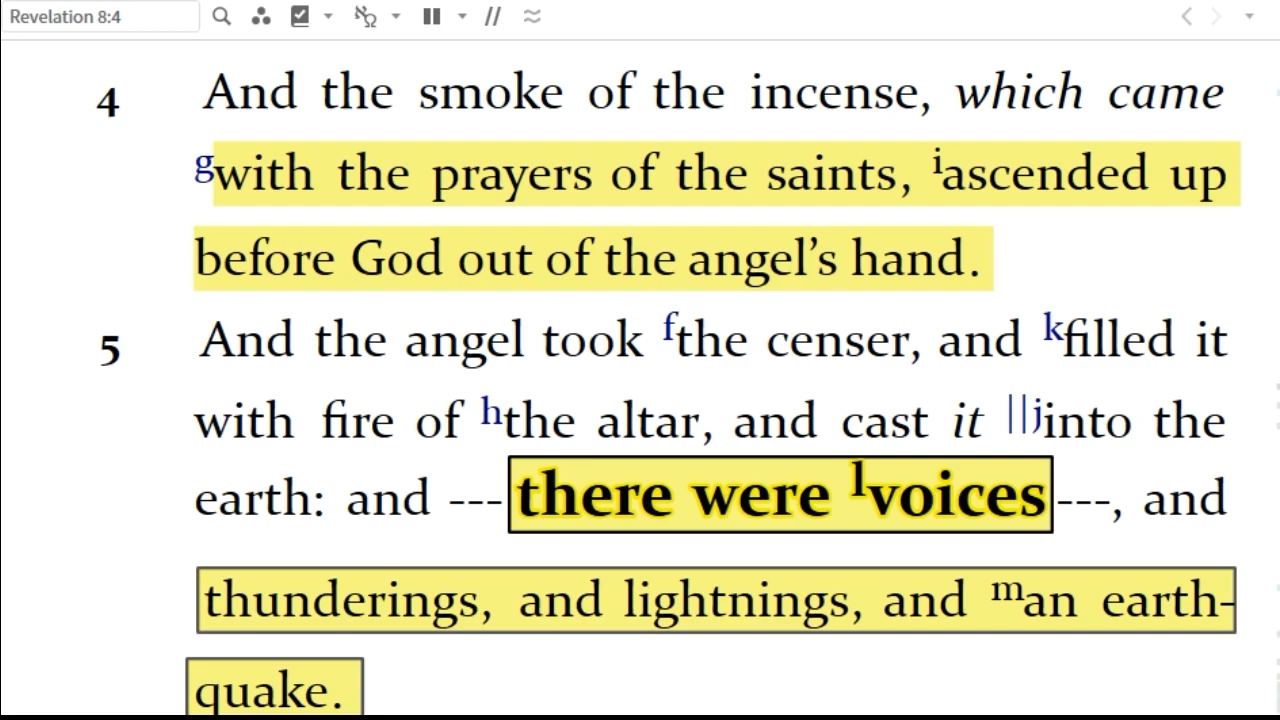 Revelation 8:4
4 And the smoke of the incense, which came
gwith the prayers of the saints, iascended up
before God out of the angel’s hand.
5 And the angel took fthe censer, and kfilled it
with fire of hthe altar, and cast it ||jinto the
earth: and ---there were lvoices---, and
thunderings, and lightnings, and man earth-
quake.